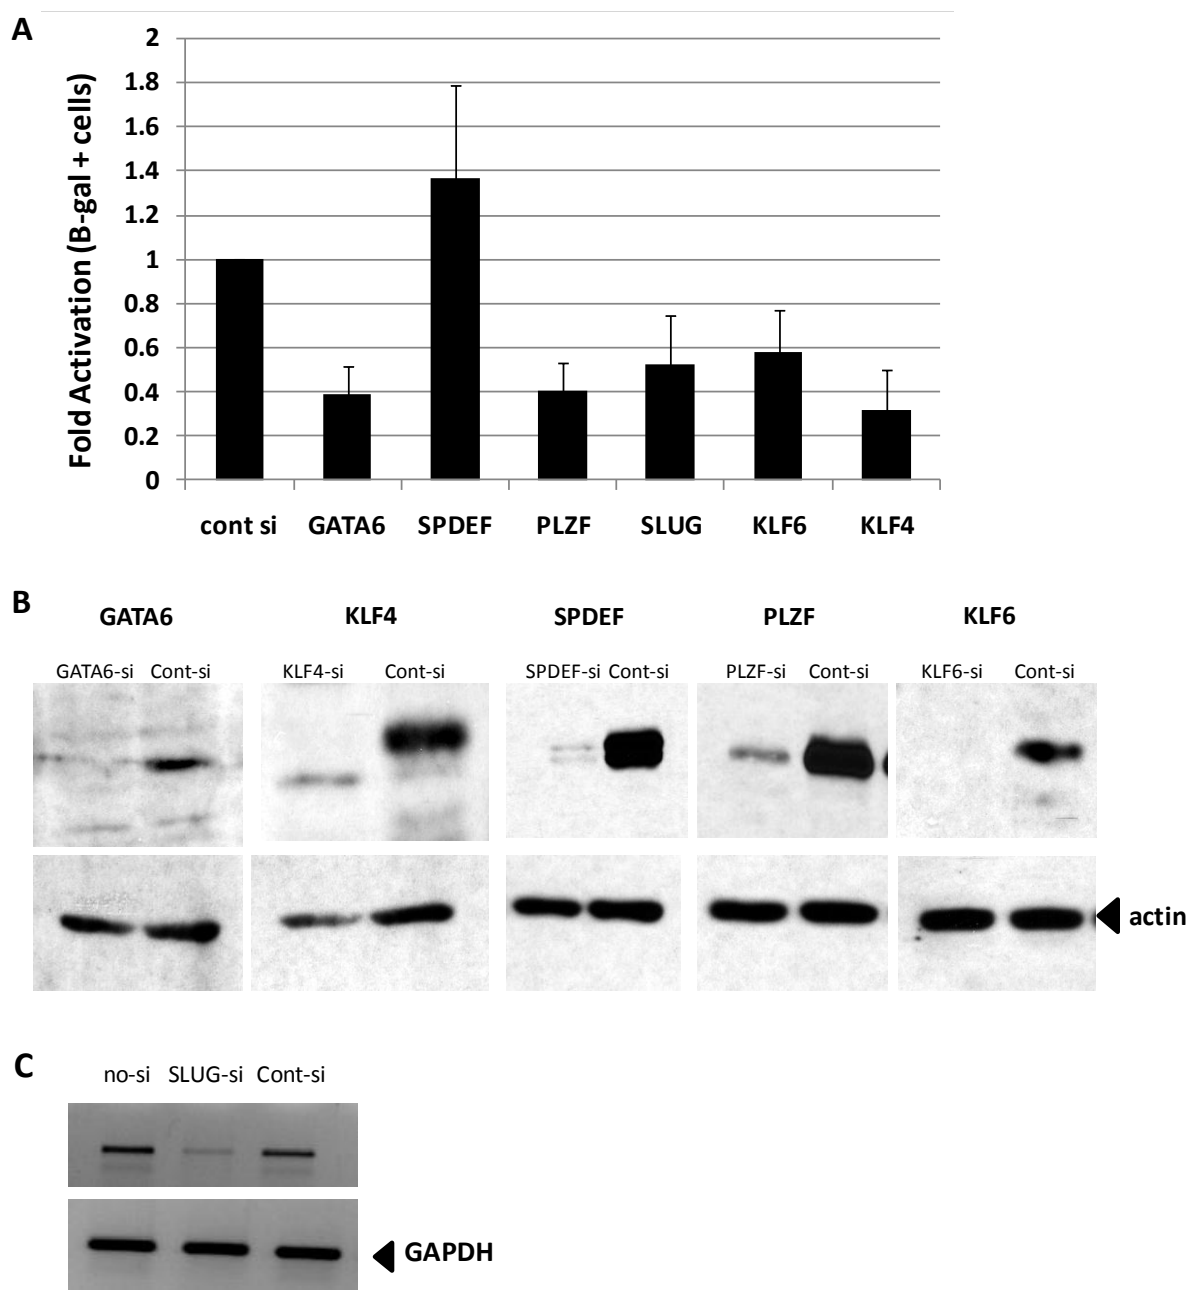 A
2
1.8
1.6
1.4
1.2
1
0.8
0.6
0.4
0.2
0
Fold Activation (B-gal + cells)
cont si GATA6 SPDEF PLZF SLUG KLF6 KLF4
B
GATA6 KLF4 SPDEF PLZF KLF6
GATA6-si Cont-si KLF4-si Cont-si SPDEF-si Cont-si PLZF-si Cont-si KLF6-si Cont-si
actin
C
no-si SLUG-si Cont-si
GAPDH